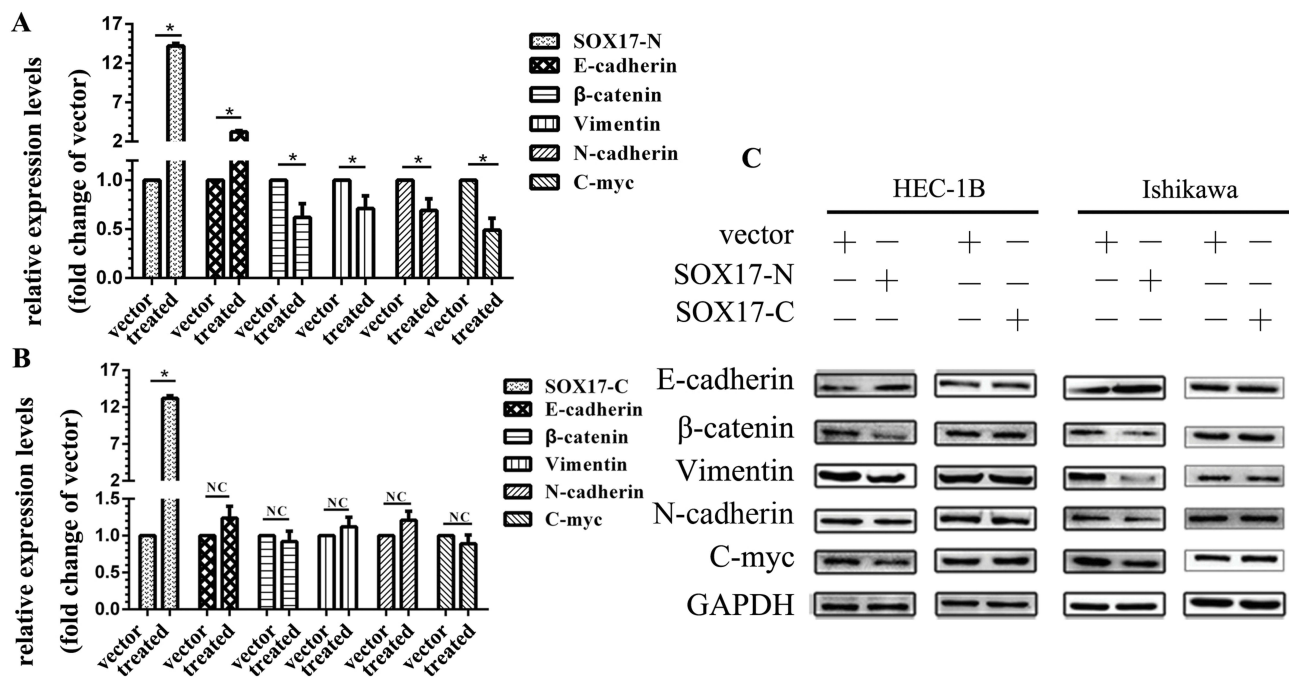 A
relative expression levels
(fold change of vector)
17
12
7
2
1.0
0.5
0.0
* * * * * *
vector treated vector treated vector treated vector treated vector treated vector treated
SOX17-N
E-cadherin
β-catenin
Vimentin
N-cadherin
C-myc
B
relative expression levels
(fold change of vector)
17
12
7
2
1.5
1.0
0.5
0.0
* NC NC NC NC NC
vector treated vector treated vector treated vector treated vector treated vector treated
SOX17-C
E-cadherin
β-catenin
Vimentin
N-cadherin
C-myc
C
HEC-1B Ishikawa
vector + − + − + − + −
SOX17-N − + − − − + − −
SOX17-C − − − + − − − +
E-cadherin
β-catenin
Vimentin
N-cadherin
C-myc
GAPDH